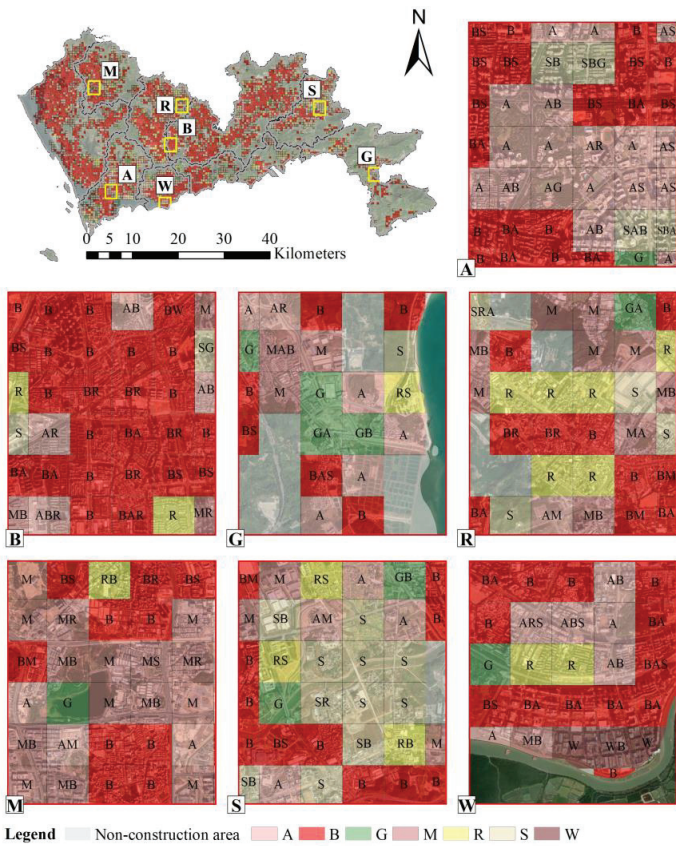 N
M
R
S
B
G
A
W
0 5 10 20 30 40
Kilometers
BS B A A B AS
BS BS SB SBG BS B
BS A AB BS BA BS
BA A A AR A AS
A AB AG A AS AS
B BA B AB SAB SBA
B BA B BA G A
A
B B B AB BW M
BS B B B B SG
R B BR BR B AB
S AR B BA BR B
BA BA B BR BS BS
MB ABR B BAR R MR
B
A AR B B
G MAB M S
B M G A RS
BS GA GB A
BAS
A B
G
SRA M M GA B
MB B M M R
M R R R S MB
BR BR B MA S
R R B BM
BA S AM MB BM BA
R
M BS RB BR BS
M MR B B M
BM MB M MS MR
A G M MB M
MB AM B B A
M MB B B M
M
BM M RS A GB B
M SB AM S A B
RS S S S
G SR S S
B BS B SB RB M
SB A S B B B
S
BA B B AB B
B ARS ABS A BA
G R R AB BAS
BS BA BA BA BA
A MB W WB W
B
W
Legend Non-construction area A B G M R S W